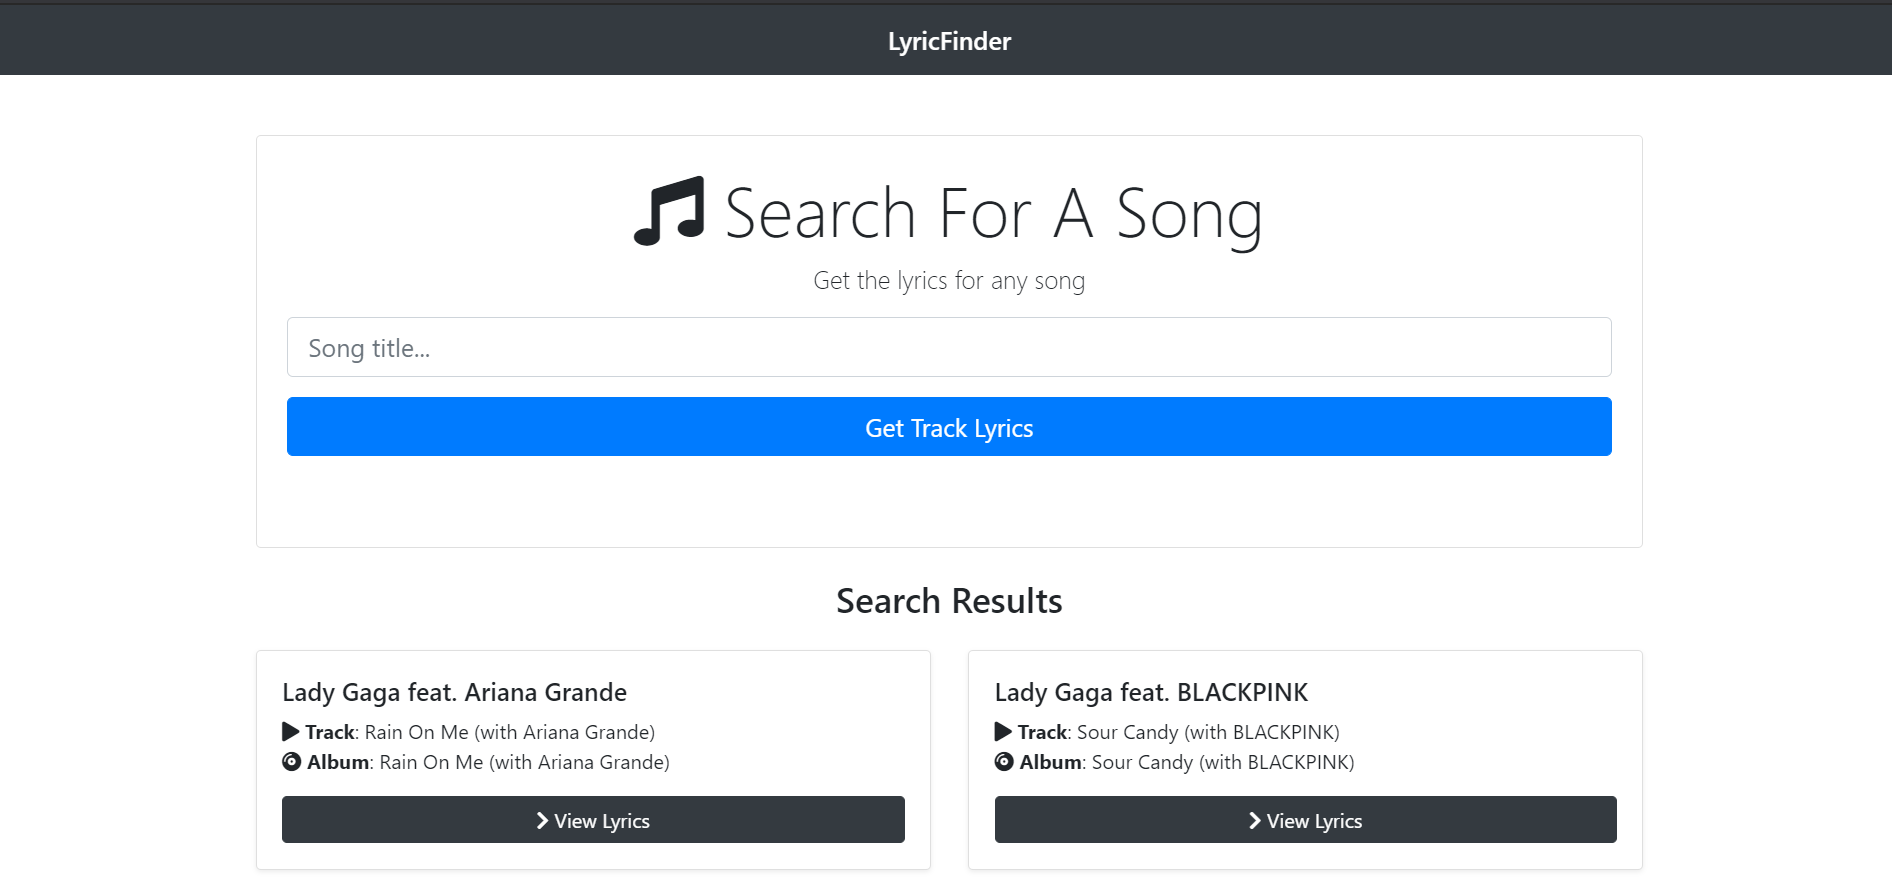 LyricFinder
Search For A Song
Get the lyrics for any song
Song title...
Get Track Lyrics
Search Results
Lady Gaga feat. Ariana Grande
Track: Rain On Me (with Ariana Grande)
Album: Rain On Me (with Ariana Grande)
View Lyrics
Lady Gaga feat. BLACKPINK
Track: Sour Candy (with BLACKPINK)
Album: Sour Candy (with BLACKPINK)
View Lyrics